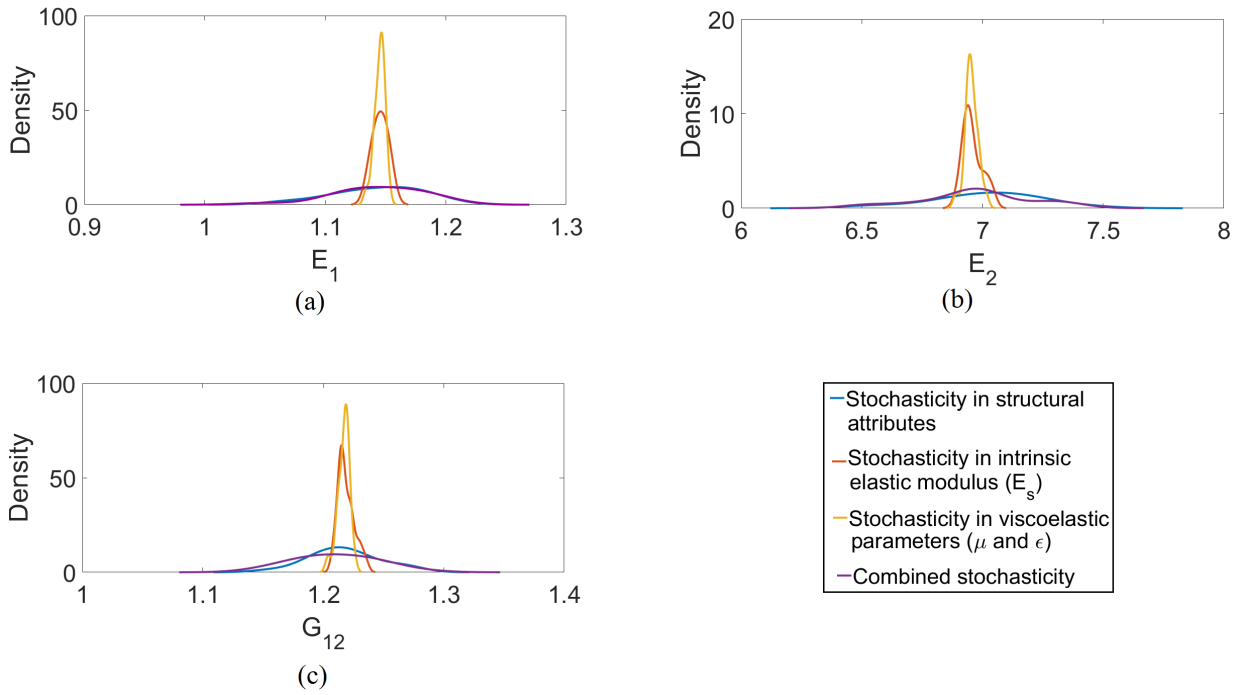 100
50
0
Density
0.9 1 1.1 1.2 1.3
E1
(a)
20
10
0
Density
6 6.5 7 7.5 8
E2
(b)
100
50
0
Density
1 1.1 1.2 1.3 1.4
G12
(c)
Stochasticity in structural
attributes
Stochasticity in intrinsic
elastic modulus (Es)
Stochasticity in viscoelastic
parameters (μ and ϵ)
Combined stochasticity